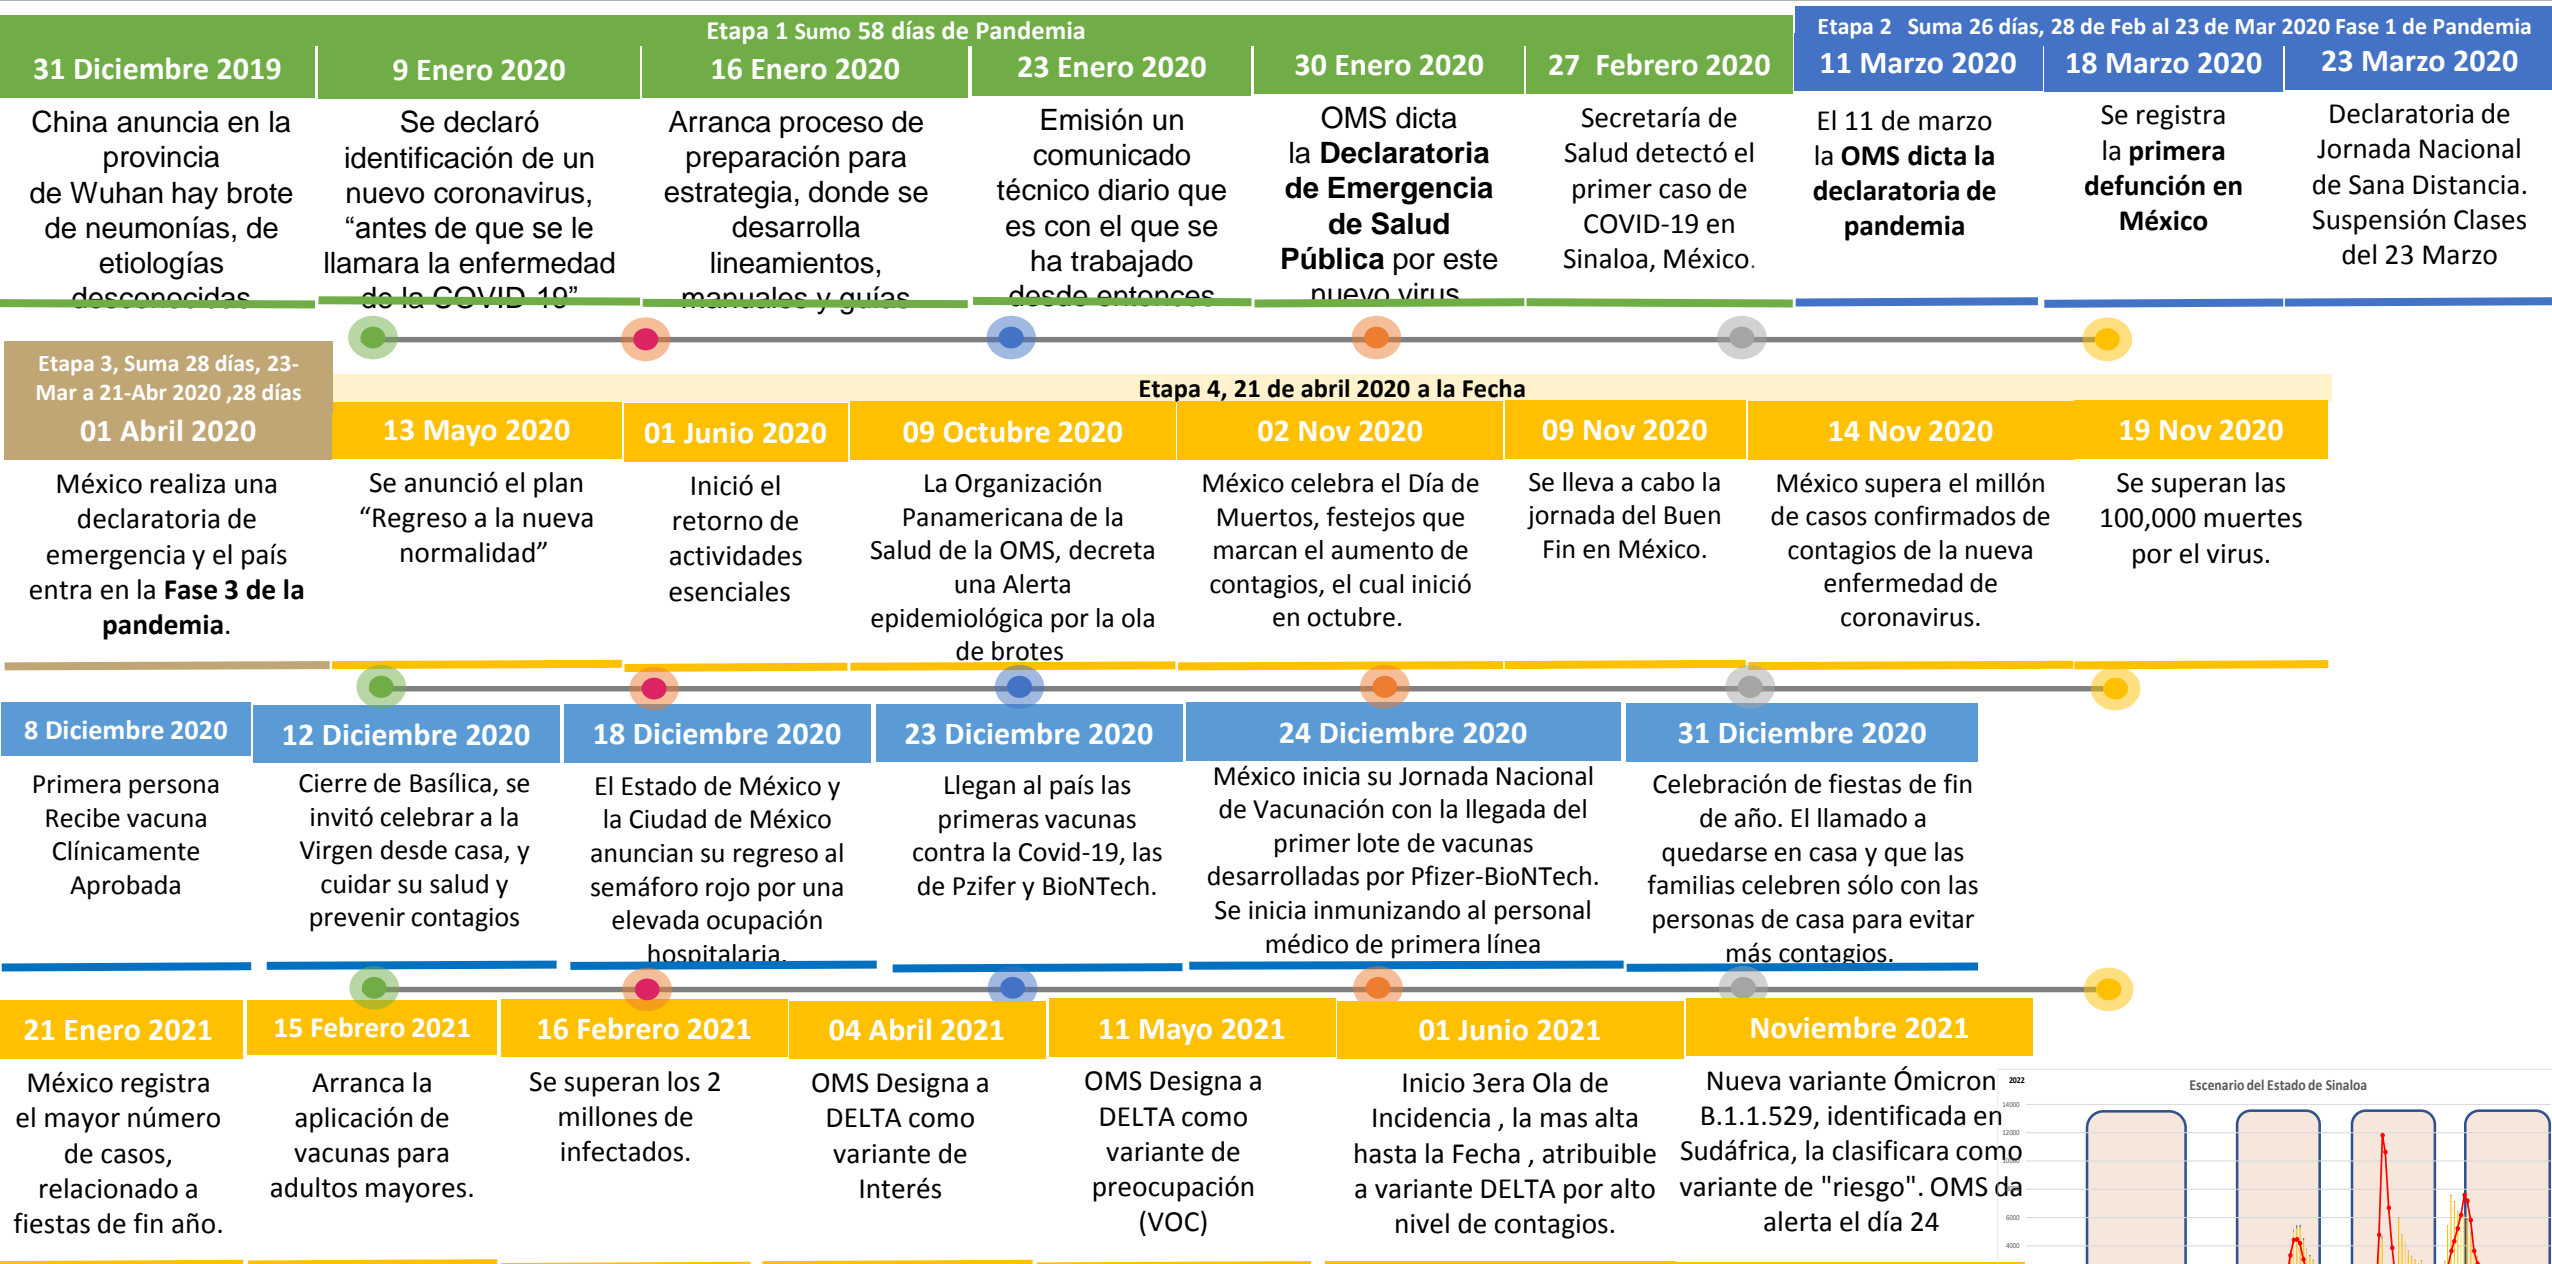 Etapa 1 Sumo 58 días de Pandemia
Etapa 2 Suma 26 días, 28 de Feb al 23 de Mar 2020 Fase 1 de Pandemia
31 Diciembre 2019
China anuncia en la
provincia
de Wuhan hay brote
de neumonías, de
etiologías
desconocidas
9 Enero 2020
Se declaró
identificación de un
nuevo coronavirus,
“antes de que se le
llamara la enfermedad
de la COVID-19”
16 Enero 2020
Arranca proceso de
preparación para
estrategia, donde se
desarrolla
lineamientos,
manuales y guías
23 Enero 2020
Emisión un
comunicado
técnico diario que
es con el que se
ha trabajado
desde entonces
30 Enero 2020
OMS dicta
la Declaratoria
de Emergencia
de Salud
Pública por este
nuevo virus
27 Febrero 2020
Secretaría de
Salud detectó el
primer caso de
COVID-19 en
Sinaloa, México.
11 Marzo 2020
El 11 de marzo
la OMS dicta la
declaratoria de
pandemia
18 Marzo 2020
Se registra
la primera
defunción en
México
23 Marzo 2020
Declaratoria de
Jornada Nacional
de Sana Distancia.
Suspensión Clases
del 23 Marzo
Etapa 3, Suma 28 días, 23-
Mar a 21-Abr 2020 ,28 días
Etapa 4, 21 de abril 2020 a la Fecha
01 Abril 2020
México realiza una
declaratoria de
emergencia y el país
entra en la Fase 3 de la
pandemia.
13 Mayo 2020
Se anunció el plan
“Regreso a la nueva
normalidad”
01 Junio 2020
Inició el
retorno de
actividades
esenciales
09 Octubre 2020
La Organización
Panamericana de la
Salud de la OMS, decreta
una Alerta
epidemiológica por la ola
de brotes
02 Nov 2020
México celebra el Día de
Muertos, festejos que
marcan el aumento de
contagios, el cual inició
en octubre.
09 Nov 2020
Se lleva a cabo la
jornada del Buen
Fin en México.
14 Nov 2020
México supera el millón
de casos confirmados de
contagios de la nueva
enfermedad de
coronavirus.
19 Nov 2020
Se superan las
100,000 muertes
por el virus.
8 Diciembre 2020
Primera persona
Recibe vacuna
Clínicamente
Aprobada
12 Diciembre 2020
Cierre de Basílica, se
invitó celebrar a la
Virgen desde casa, y
cuidar su salud y
prevenir contagios
18 Diciembre 2020
El Estado de México y
la Ciudad de México
anuncian su regreso al
semáforo rojo por una
elevada ocupación
hospitalaria.
23 Diciembre 2020
Llegan al país las
primeras vacunas
contra la Covid-19, las
de Pzifer y BioNTech.
24 Diciembre 2020
México inicia su Jornada Nacional
de Vacunación con la llegada del
primer lote de vacunas
desarrolladas por Pfizer-BioNTech.
Se inicia inmunizando al personal
médico de primera línea
31 Diciembre 2020
Celebración de fiestas de fin
de año. El llamado a
quedarse en casa y que las
familias celebren sólo con las
personas de casa para evitar
más contagios.
21 Enero 2021
México registra
el mayor número
de casos,
relacionado a
fiestas de fin año.
15 Febrero 2021
Arranca la
aplicación de
vacunas para
adultos mayores.
16 Febrero 2021
Se superan los 2
millones de
infectados.
04 Abril 2021
OMS Designa a
DELTA como
variante de
Interés
11 Mayo 2021
OMS Designa a
DELTA como
variante de
preocupación
(VOC)
01 Junio 2021
Inicio 3era Ola de
Incidencia , la mas alta
hasta la Fecha , atribuible
a variante DELTA por alto
nivel de contagios.
Noviembre 2021
Nueva variante Ómicron
B.1.1.529, identificada en
Sudáfrica, la clasificara como
variante de "riesgo". OMS da
alerta el día 24
2022
Escenario del Estado de Sinaloa
14000
12000
6000
4000